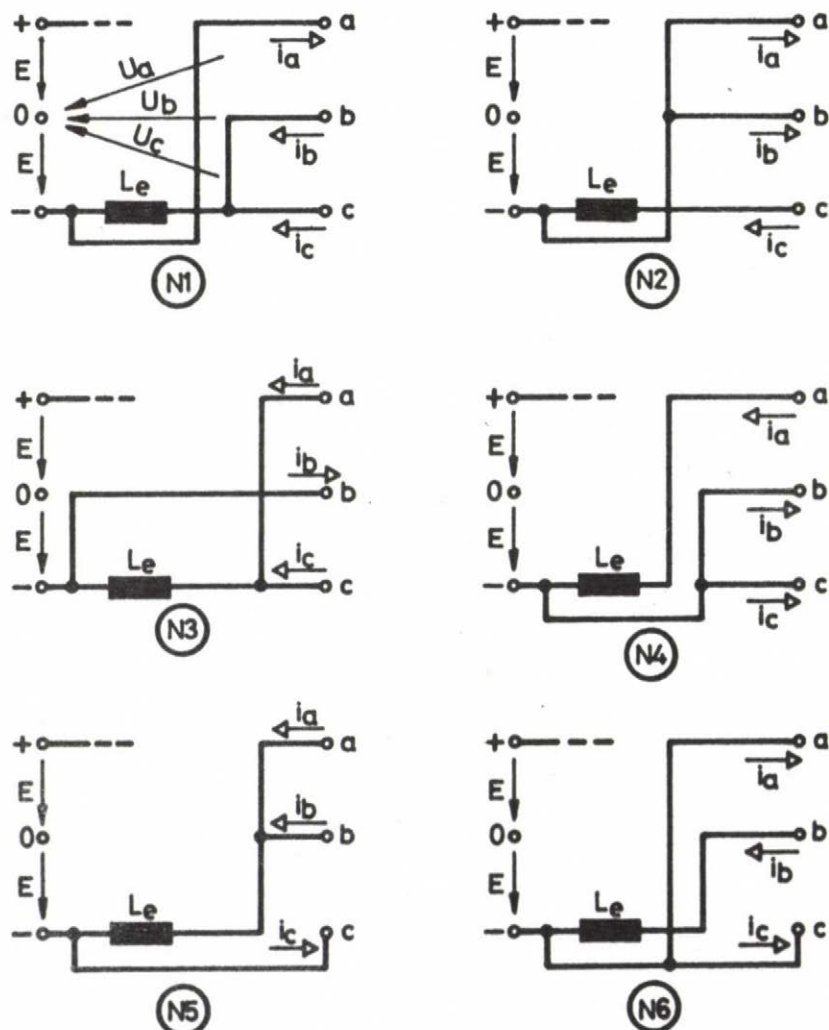 + a
E Ua ia
0 Ub b
E Uc ib
- Le c
ic
N1
+ a
E ia
0 b
E ib
- Le c
ic
N2
ia
+ a
E ib
0 b
E ic
- Le c
N3
+ a
E ia
0 b
E ib
- Le c
ic
N4
ia
+ a
E ib
0 b
E
- Le ic c
N5
+ a
E ia
0 b
E ib
- Le ic c
N6